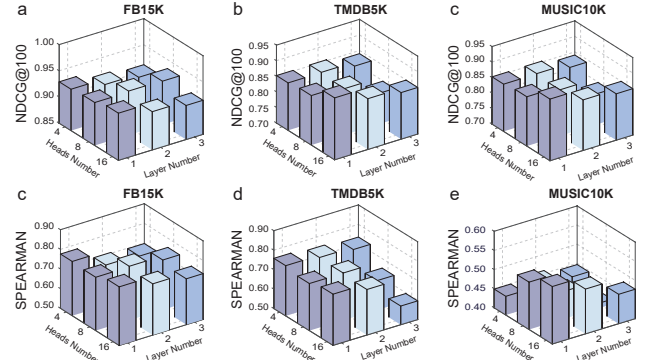 a FB15K
NDCG@100
1.00
0.95
0.90
0.85
4
8
16
Heads Number
1
2
3
Layer Number
b TMDB5K
NDCG@100
0.95
0.90
0.85
0.80
0.75
0.70
4
8
16
Heads Number
1
2
3
Layer Number
c MUSIC10K
NDCG@100
0.95
0.90
0.85
0.80
0.75
0.70
4
8
16
Heads Number
1
2
3
Layer Number
c FB15K
SPEARMAN
0.90
0.80
0.70
0.60
0.50
4
8
16
Heads Number
1
2
3
Layer Number
d TMDB5K
SPEARMAN
0.90
0.80
0.70
0.60
0.50
4
8
16
Heads Number
1
2
3
Layer Number
e MUSIC10K
SPEARMAN
0.60
0.55
0.50
0.45
0.40
4
8
16
Heads Number
1
2
3
Layer Number